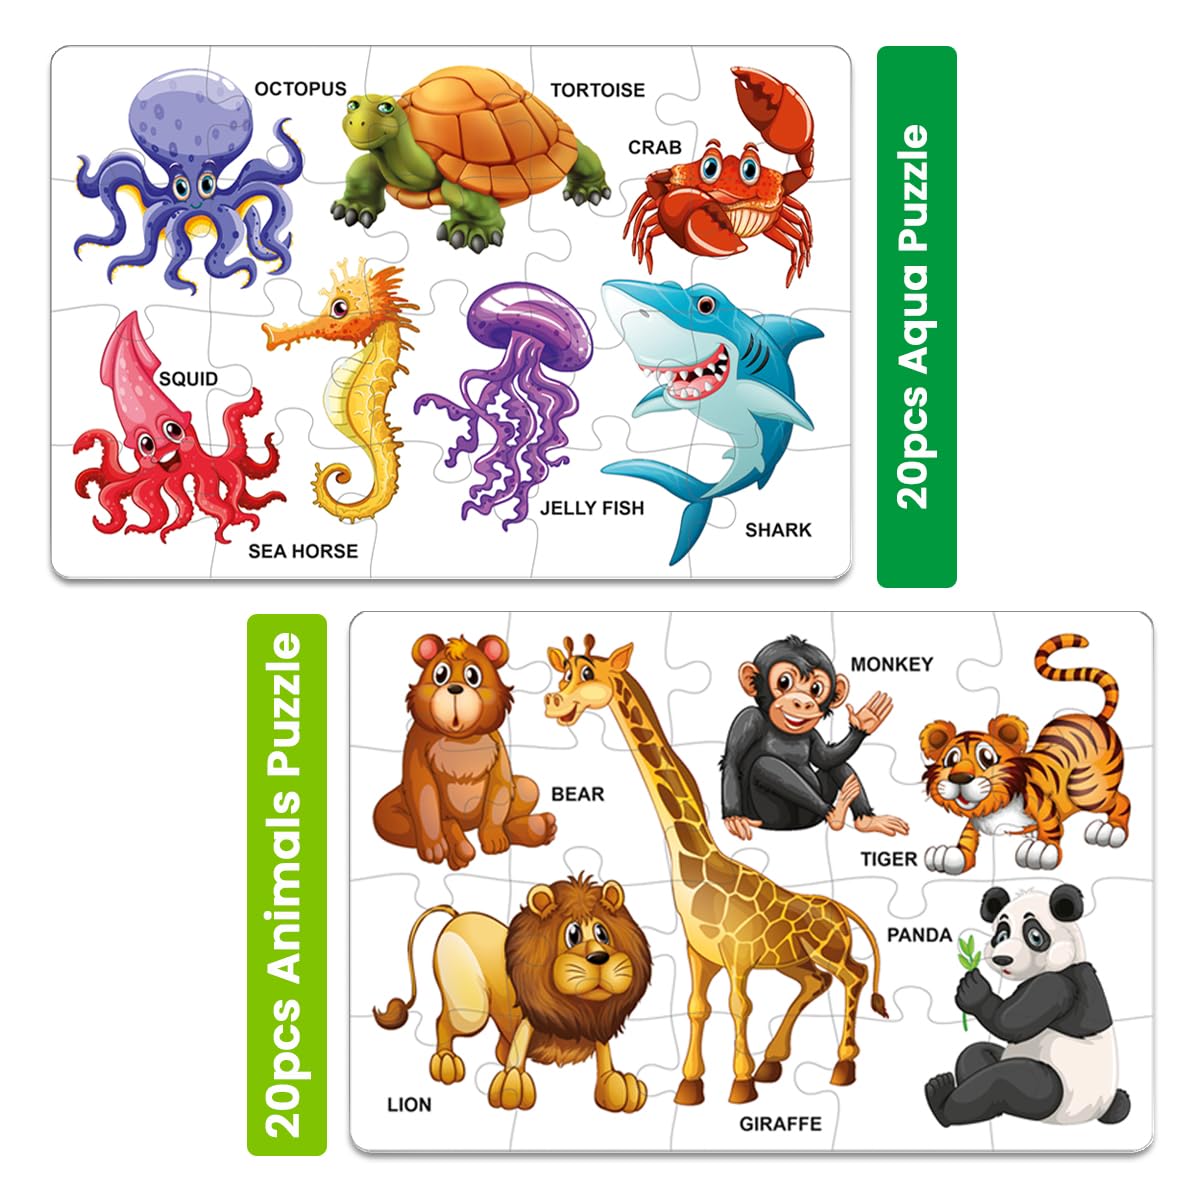 OCTOPUS
TORTOISE
CRAB
SQUID
SEA HORSE
JELLY FISH
SHARK
20pcs Aqua Puzzle
20pcs Animals Puzzle
MONKEY
BEAR
TIGER
PANDA
LION
GIRAFFE